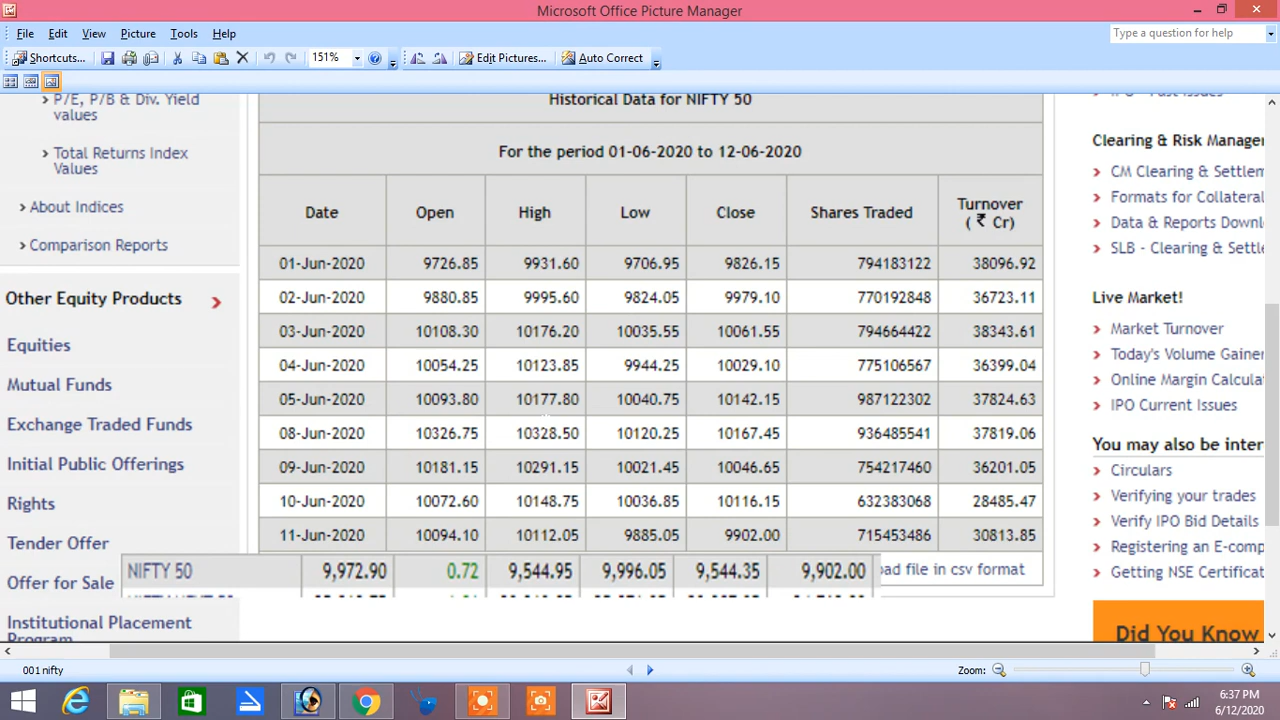 Microsoft Office Picture Manager
File Edit View Picture Tools Help
Type a question for help
Shortcuts... 151% Edit Pictures... Auto Correct
P/E, P/B & Div. Yield
values
Total Returns Index
Values
About Indices
Comparison Reports
Other Equity Products
Equities
Mutual Funds
Exchange Traded Funds
Initial Public Offerings
Rights
Tender Offer
Offer for Sale
Institutional Placement
Program
Historical Data for NIFTY 50
For the period 01-06-2020 to 12-06-2020
Date Open High Low Close Shares Traded Turnover
( ₹ Cr)
01-Jun-2020 9726.85 9931.60 9706.95 9826.15 794183122 38096.92
02-Jun-2020 9880.85 9995.60 9824.05 9979.10 770192848 36723.11
03-Jun-2020 10108.30 10176.20 10035.55 10061.55 794664422 38343.61
04-Jun-2020 10054.25 10123.85 9944.25 10029.10 775106567 36399.04
05-Jun-2020 10093.80 10177.80 10040.75 10142.15 987122302 37824.63
08-Jun-2020 10326.75 10328.50 10120.25 10167.45 936485541 37819.06
09-Jun-2020 10181.15 10291.15 10021.45 10046.65 754217460 36201.05
10-Jun-2020 10072.60 10148.75 10036.85 10116.15 632383068 28485.47
11-Jun-2020 10094.10 10112.05 9885.05 9902.00 715453486 30813.85
NIFTY 50 9,972.90 0.72 9,544.95 9,996.05 9,544.35 9,902.00 oad file in csv format
Clearing & Risk Manager
CM Clearing & Settlem
Formats for Collateral
Data & Reports Downl
SLB - Clearing & Settle
Live Market!
Market Turnover
Today's Volume Gainer
Online Margin Calcula
IPO Current Issues
You may also be inter
Circulars
Verifying your trades
Verify IPO Bid Details
Registering an E-comp
Getting NSE Certificat
Did You Know
001 nifty
Zoom:
6:37 PM
6/12/2020